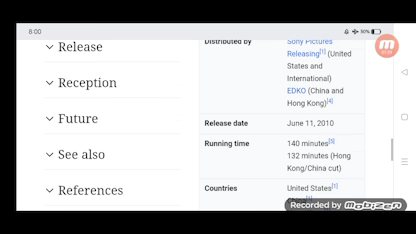 8:00
50%
Release
Reception
Future
See also
References
Distributed by
Sony Pictures
Releasing[1] (United
States and
International)
EDKO (China and
Hong Kong)[4]
Release date
June 11, 2010
Running time
140 minutes[5]
132 minutes (Hong
Kong/China cut)
Countries
United States[1]
Recorded by mobizen